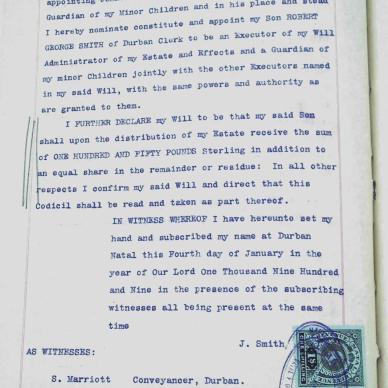 Guardian of my Minor Children and in his place and stead
I hereby nominate constitute and appoint my Son ROBERT
GEORGE SMITH of Durban Clerk to be an Executor of my Will
Administrator of my Estate and Effects and a Guardian of
my minor Children jointly with the other Executors named
in my said Will, with the same powers and authority as
are granted to them.
I FURTHER DECLARE my Will to be that my said Son
shall upon the distribution of my Estate receive the sum
of ONE HUNDRED AND FIFTY POUNDS Sterling in addition to
an equal share in the remainder or residue: In all other
respects I confirm my said Will and direct that this
Codicil shall be read and taken as part thereof.
IN WITNESS WHEREOF I have hereunto set my
hand and subscribed my name at Durban
Natal this Fourth day of January in the
year of Our Lord One Thousand Nine Hundred
and Nine in the presence of the subscribing
witnesses all being present at the same
time
J. Smith
AS WITNESSES:
S. Marriott Conveyancer, Durban.